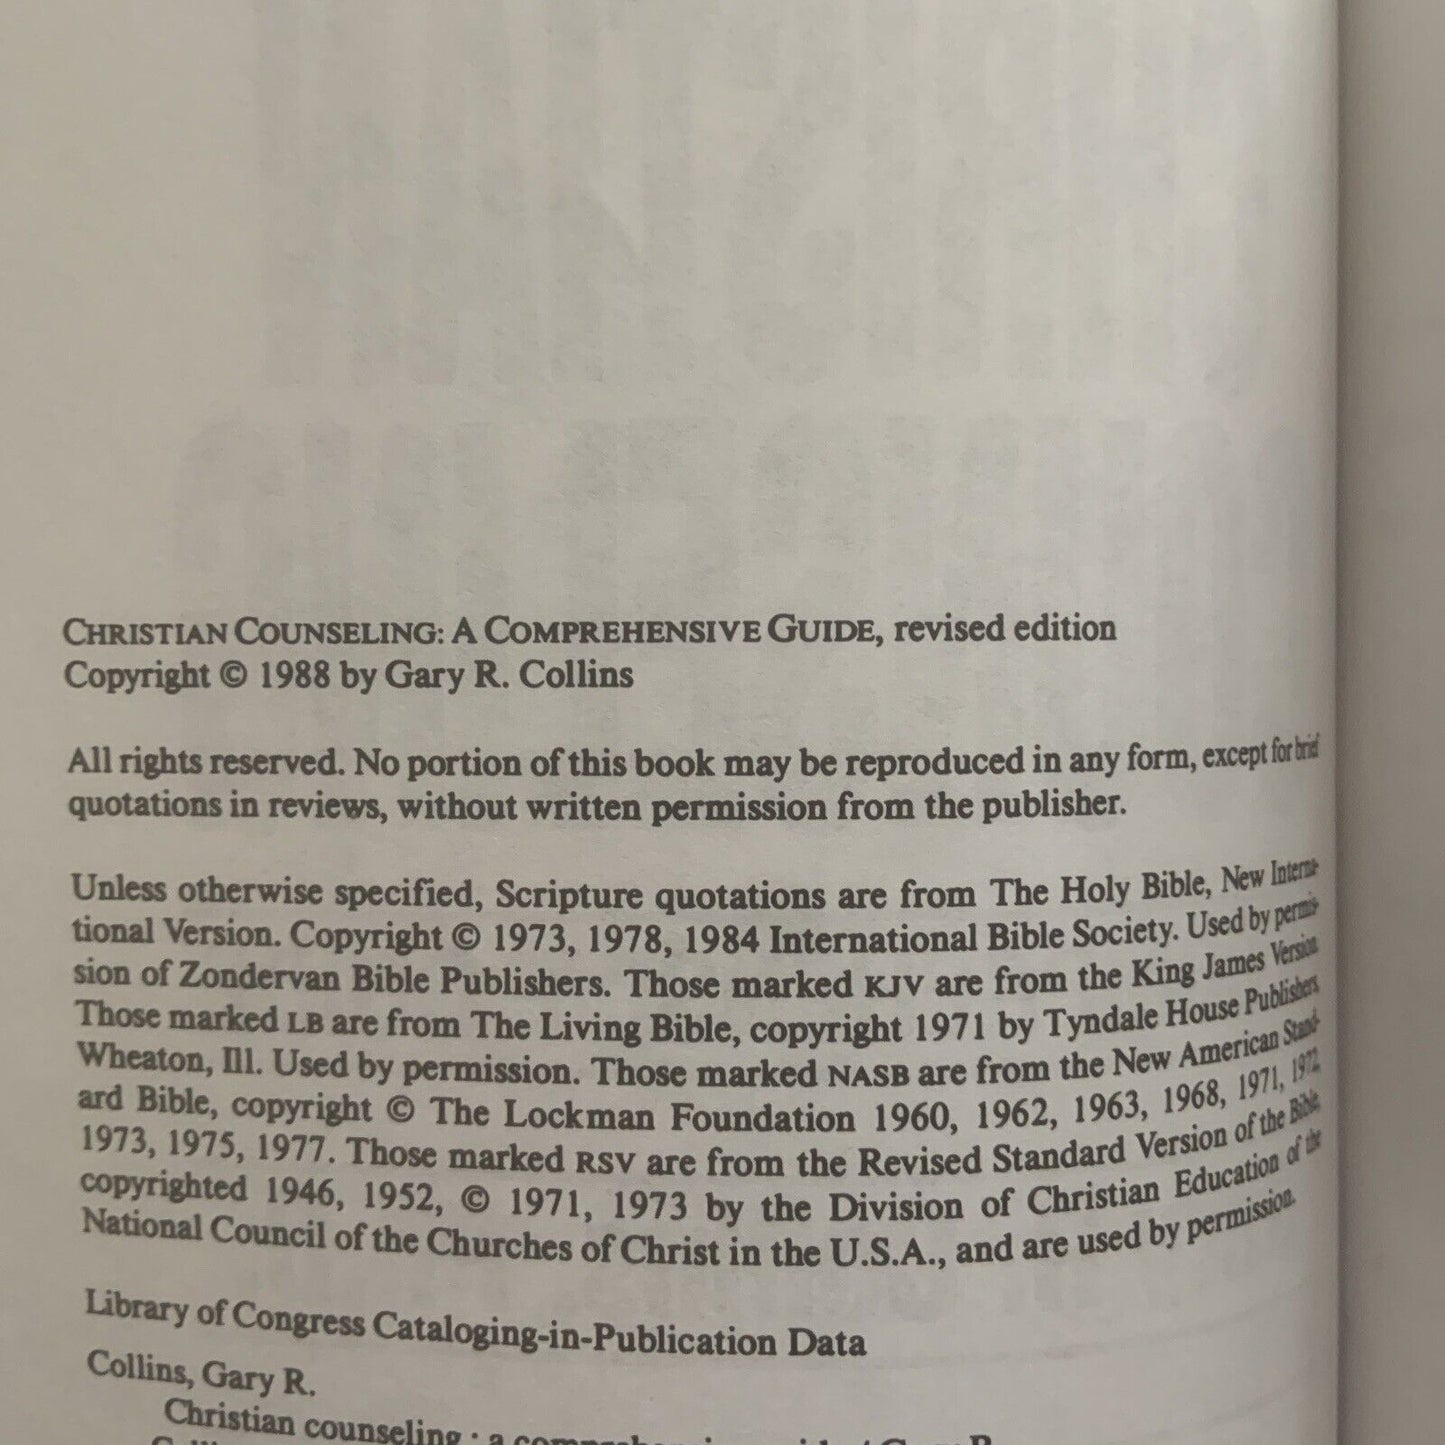 CHRISTIAN COUNSELING: A COMPREHENSIVE GUIDE, revised edition
Copyright © 1988 by Gary R. Collins
All rights reserved. No portion of this book may be reproduced in any form, except for brief
quotations in reviews, without written permission from the publisher.
Unless otherwise specified, Scripture quotations are from The Holy Bible, New Interna-
tional Version. Copyright © 1973, 1978, 1984 International Bible Society. Used by permis-
sion of Zondervan Bible Publishers. Those marked KJV are from the King James Version.
Those marked LB are from The Living Bible, copyright 1971 by Tyndale House Publishers,
Wheaton, Ill. Used by permission. Those marked NASB are from the New American Stand-
ard Bible, copyright © The Lockman Foundation 1960, 1962, 1963, 1968, 1971, 1972,
1973, 1975, 1977. Those marked RSV are from the Revised Standard Version of the Bible,
copyrighted 1946, 1952, © 1971, 1973 by the Division of Christian Education of the
National Council of the Churches of Christ in the U.S.A., and are used by permission.
Library of Congress Cataloging-in-Publication Data
Collins, Gary R.
Christian counseling : a